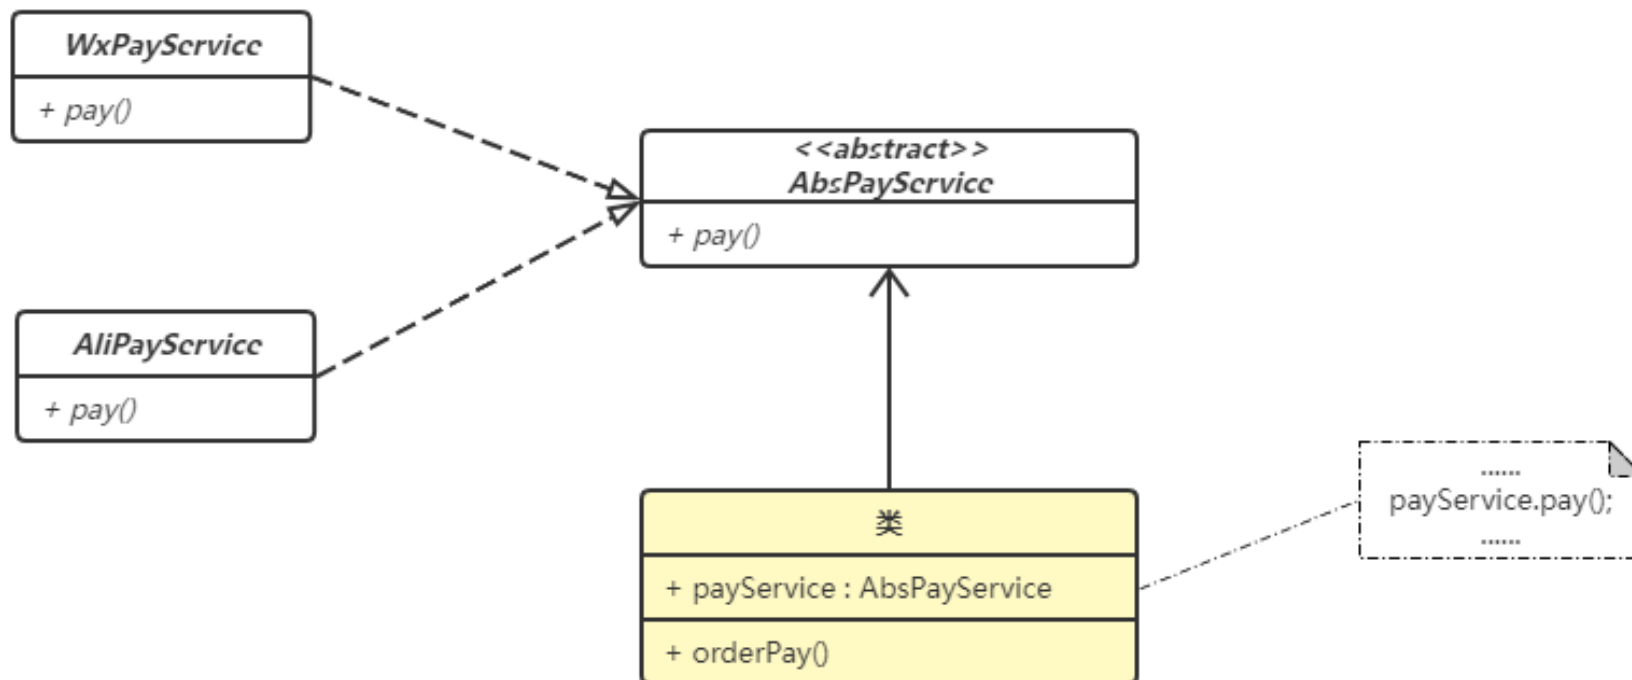 WxPayService
+ pay()
<<abstract>>
AbsPayService
+ pay()
AliPayService
+ pay()
......
payService.pay();
......
类
+ payService : AbsPayService
+ orderPay()